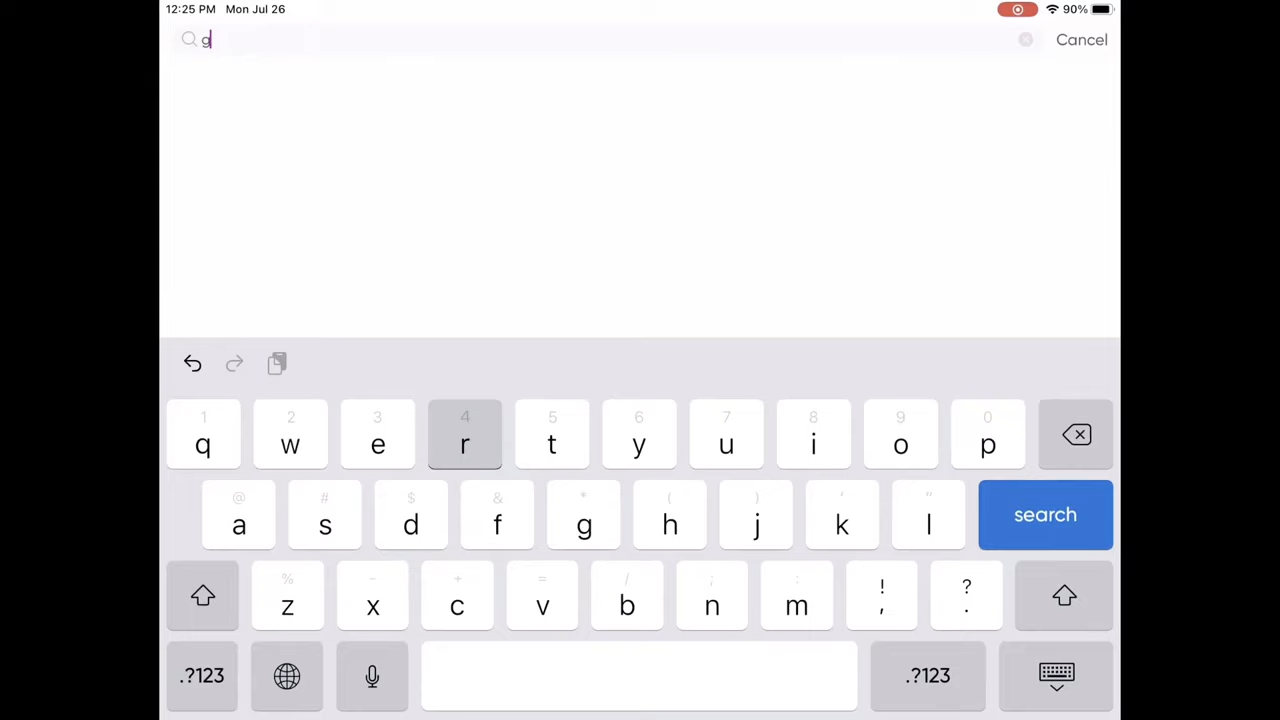 12:25 PM Mon Jul 26 90%
g Cancel
1 2 3 4 5 6 7 8 9 0
q w e r t y u i o p
@ # $ & * ( ) ' "
a s d f g h j k l search
% - + = / ; : ! ?
z x c v b n m , .
.?123 .?123